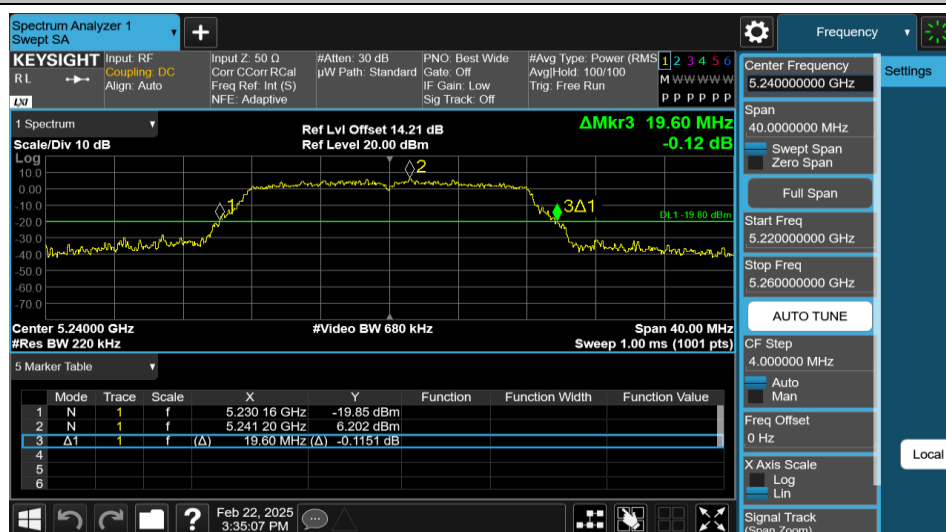 Spectrum Analyzer 1
Swept SA
+
Frequency
KEYSIGHT
R L
LXI
Input: RF
Coupling: DC
Align: Auto
Input Z: 50 Ω
Corr CCorr RCal
Freq Ref: Int (S)
NFE: Adaptive
#Atten: 30 dB
µW Path: Standard
PNO: Best Wide
Gate: Off
IF Gain: Low
Sig Track: Off
#Avg Type: Power (RMS
Avg|Hold: 100/100
Trig: Free Run
1 2 3 4 5 6
M W W W W W
P P P P P P
1 Spectrum
Scale/Div 10 dB
Ref Lvl Offset 14.21 dB
Ref Level 20.00 dBm
ΔMkr3 19.60 MHz
-0.12 dB
Log
10.0
0.00
-10.0
-20.0
-30.0
-40.0
-50.0
-60.0
-70.0
1
2
3Δ1
DL1 -19.80 dBm
Center 5.24000 GHz
#Res BW 220 kHz
#Video BW 680 kHz
Span 40.00 MHz
Sweep 1.00 ms (1001 pts)
5 Marker Table
Mode Trace Scale X Y Function Function Width Function Value
1 N 1 f 5.230 16 GHz -19.85 dBm
2 N 1 f 5.241 20 GHz 6.202 dBm
3 Δ1 1 f (Δ) 19.60 MHz (Δ) -0.1151 dB
4
5
6
?
Feb 22, 2025
3:35:07 PM
Center Frequency
5.240000000 GHz
Span
40.0000000 MHz
Swept Span
Zero Span
Full Span
Start Freq
5.220000000 GHz
Stop Freq
5.260000000 GHz
AUTO TUNE
CF Step
4.000000 MHz
Auto
Man
Freq Offset
0 Hz
X Axis Scale
Log
Lin
Signal Track
(Span Zoom)
Settings
Local